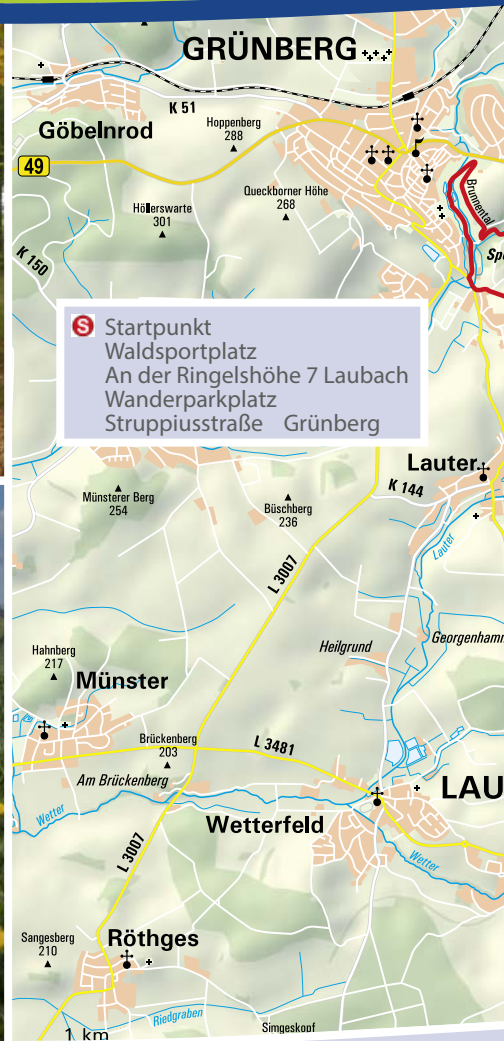 GRÜNBERG
K 51
Göbelnrod
Hoppenberg
288
49
Queckborner Höhe
268
Höllerswarte
301
Brunnental
K 150
Spe
S Startpunkt
Waldsportplatz
An der Ringelshöhe 7 Laubach
Wanderparkplatz
Struppiusstraße Grünberg
Lauter
K 144
Münsterer Berg
254
Büschberg
236
Lauter
L 3007
Heilgrund
Georgenhamm
Hahnberg
217
Münster
Brückenberg
203
L 3481
Am Brückenberg
LAU
Wetter
Wetterfeld
L 3007
Wetter
Sangesberg
210
Röthges
Riedgraben
Simgeskopf
1 km